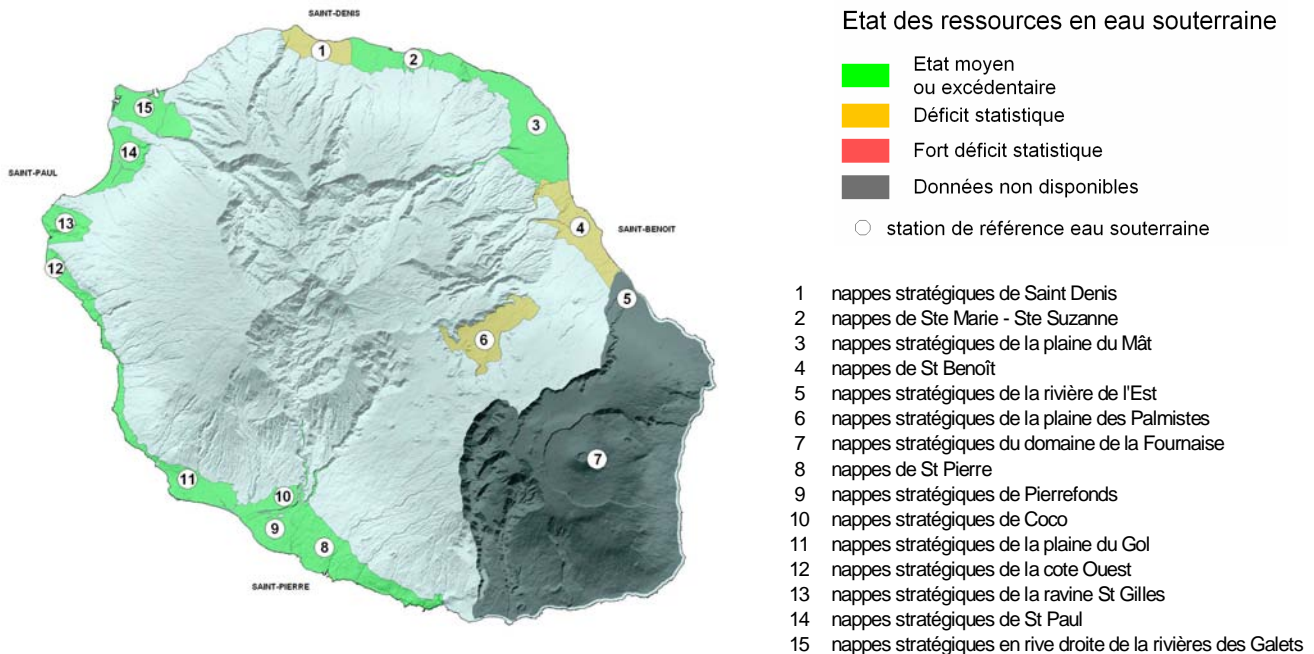 SAINT-DENIS
1
2
3
15
14
SAINT-PAUL
13
12
4
SAINT-BENOIT
5
6
7
11
10
9
8
SAINT-PIERRE
Etat des ressources en eau souterraine
Etat moyen
ou excédentaire
Déficit statistique
Fort déficit statistique
Données non disponibles
station de référence eau souterraine
1 nappes stratégiques de Saint Denis
2 nappes de Ste Marie - Ste Suzanne
3 nappes stratégiques de la plaine du Mât
4 nappes de St Benoît
5 nappes stratégiques de la rivière de l'Est
6 nappes stratégiques de la plaine des Palmistes
7 nappes stratégiques du domaine de la Fournaise
8 nappes de St Pierre
9 nappes stratégiques de Pierrefonds
10 nappes stratégiques de Coco
11 nappes stratégiques de la plaine du Gol
12 nappes stratégiques de la cote Ouest
13 nappes stratégiques de la ravine St Gilles
14 nappes stratégiques de St Paul
15 nappes stratégiques en rive droite de la rivières des Galets